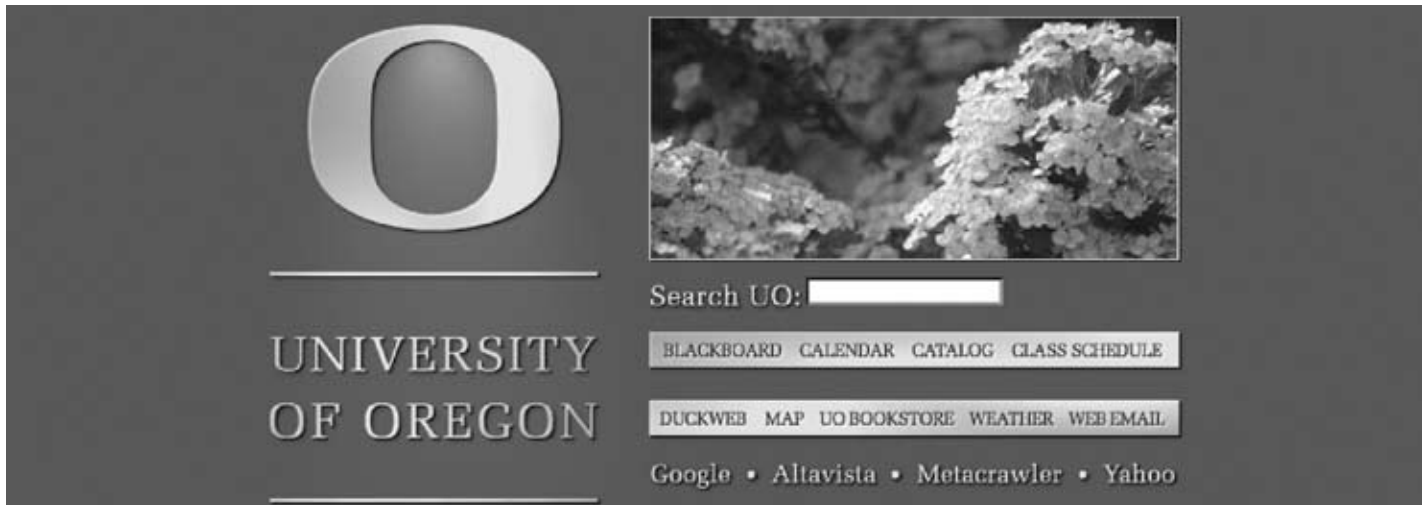 O
UNIVERSITY
OF OREGON
Search UO:
BLACKBOARD CALENDAR CATALOG CLASS SCHEDULE
DUCKWEB MAP UO BOOKSTORE WEATHER WEB EMAIL
Google • Altavista • Metacrawler • Yahoo